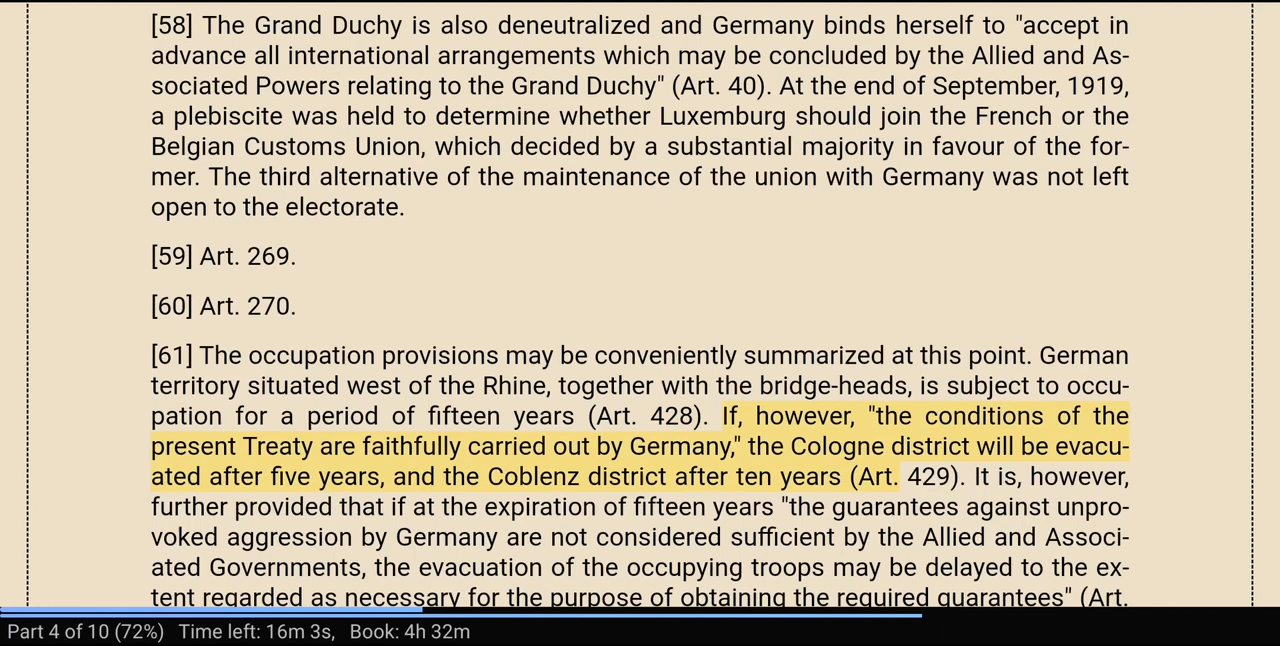 [58] The Grand Duchy is also deneutralized and Germany binds herself to "accept in
advance all international arrangements which may be concluded by the Allied and As-
sociated Powers relating to the Grand Duchy" (Art. 40). At the end of September, 1919,
a plebiscite was held to determine whether Luxemburg should join the French or the
Belgian Customs Union, which decided by a substantial majority in favour of the for-
mer. The third alternative of the maintenance of the union with Germany was not left
open to the electorate.
[59] Art. 269.
[60] Art. 270.
[61] The occupation provisions may be conveniently summarized at this point. German
territory situated west of the Rhine, together with the bridge-heads, is subject to occu-
pation for a period of fifteen years (Art. 428). If, however, "the conditions of the
present Treaty are faithfully carried out by Germany," the Cologne district will be evacu-
ated after five years, and the Coblenz district after ten years (Art. 429). It is, however,
further provided that if at the expiration of fifteen years "the guarantees against unpro-
voked aggression by Germany are not considered sufficient by the Allied and Associ-
ated Governments, the evacuation of the occupying troops may be delayed to the ex-
tent regarded as necessary for the purpose of obtaining the required guarantees" (Art.
Part 4 of 10 (72%) Time left: 16m 3s, Book: 4h 32m